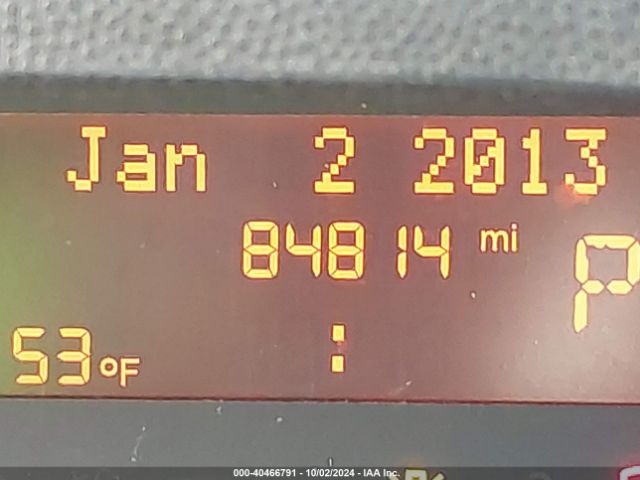 Jan 2 2013
84814 mi
P
53°F :
000-40466791 - 10/02/2024 - IAA Inc.